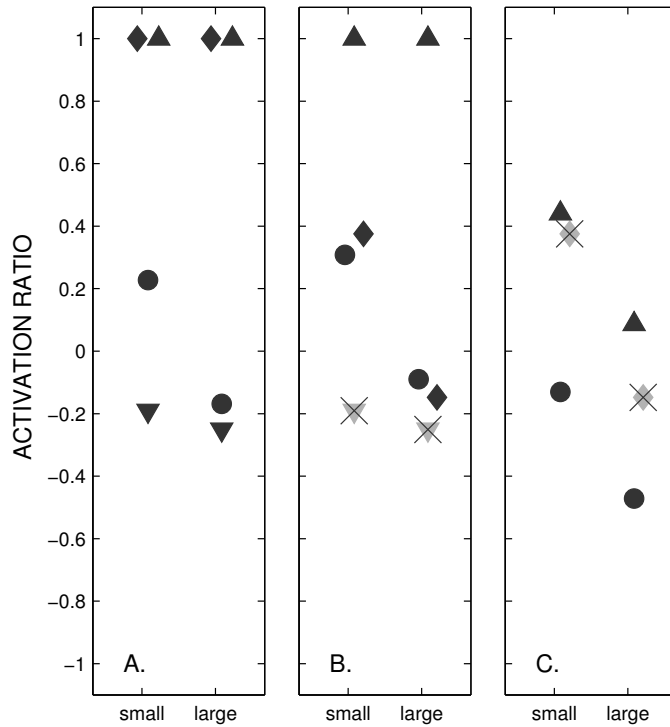 ACTIVATION RATIO
1
0.8
0.6
0.4
0.2
0
−0.2
−0.4
−0.6
−0.8
−1
A.
B.
C.
small large
small large
small large